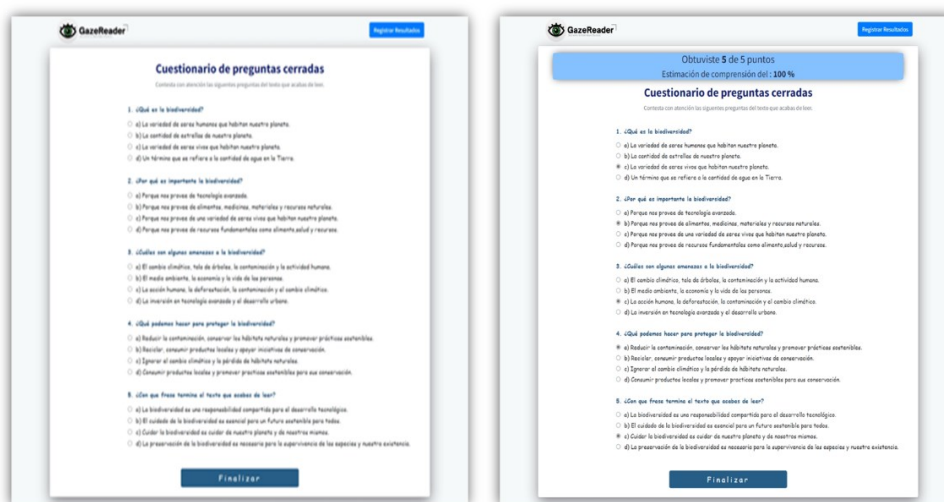 GazeReader
Registrar Resultados
Cuestionario de preguntas cerradas
Contesta con atención las siguientes preguntas del texto que acabas de leer.
1. ¿Qué es la biodiversidad?
a) La variedad de seres humanos que habitan nuestro planeta.
b) La cantidad de estrellas de nuestro planeta.
c) La variedad de seres vivos que habitan nuestro planeta.
d) Un término que se refiere a la cantidad de agua en la Tierra.
2. ¿Por qué es importante la biodiversidad?
a) Porque nos provee de tecnología avanzada.
b) Porque nos provee de alimentos, medicinas, materiales y recursos naturales.
c) Porque nos provee de una variedad de seres vivos que habitan nuestro planeta.
d) Porque nos provee de recursos fundamentales como alimento,salud y recursos.
3. ¿Cuáles son algunas amenazas a la biodiversidad?
a) El cambio climático, tala de árboles, la contaminación y la actividad humana.
b) El medio ambiente, la economía y la vida de las personas.
c) La acción humana, la deforestación, la contaminación y el cambio climático.
d) La inversión en tecnología avanzada y el desarrollo urbano.
4. ¿Qué podemos hacer para proteger la biodiversidad?
a) Reducir la contaminación, conservar los hábitats naturales y promover prácticas sostenibles.
b) Reciclar, consumir productos locales y apoyar iniciativas de conservación.
c) Ignorar el cambio climático y la pérdida de hábitats naturales.
d) Consumir productos locales y promover practicas sostenibles para sus conservación.
5. ¿Con que frase termina el texto que acabas de leer?
a) La biodiversidad es una responsabilidad compartida para el desarrollo tecnológico.
b) El cuidado de la biodiversidad es esencial para un futuro sostenible para todos.
c) Cuidar la biodiversidad es cuidar de nuestro planeta y de nosotros mismos.
d) La preservación de la biodiversidad es necesaria para la supervivencia de las especies y nuestra existencia.
Finalizar
GazeReader
Registrar Resultados
Obtuviste 5 de 5 puntos
Estimación de comprensión del : 100 %
Cuestionario de preguntas cerradas
Contesta con atención las siguientes preguntas del texto que acabas de leer.
1. ¿Qué es la biodiversidad?
a) La variedad de seres humanos que habitan nuestro planeta.
b) La cantidad de estrellas de nuestro planeta.
c) La variedad de seres vivos que habitan nuestro planeta.
d) Un término que se refiere a la cantidad de agua en la Tierra.
2. ¿Por qué es importante la biodiversidad?
a) Porque nos provee de tecnología avanzada.
b) Porque nos provee de alimentos, medicinas, materiales y recursos naturales.
c) Porque nos provee de una variedad de seres vivos que habitan nuestro planeta.
d) Porque nos provee de recursos fundamentales como alimento,salud y recursos.
3. ¿Cuáles son algunas amenazas a la biodiversidad?
a) El cambio climático, tala de árboles, la contaminación y la actividad humana.
b) El medio ambiente, la economía y la vida de las personas.
c) La acción humana, la deforestación, la contaminación y el cambio climático.
d) La inversión en tecnología avanzada y el desarrollo urbano.
4. ¿Qué podemos hacer para proteger la biodiversidad?
a) Reducir la contaminación, conservar los hábitats naturales y promover prácticas sostenibles.
b) Reciclar, consumir productos locales y apoyar iniciativas de conservación.
c) Ignorar el cambio climático y la pérdida de hábitats naturales.
d) Consumir productos locales y promover practicas sostenibles para sus conservación.
5. ¿Con que frase termina el texto que acabas de leer?
a) La biodiversidad es una responsabilidad compartida para el desarrollo tecnológico.
b) El cuidado de la biodiversidad es esencial para un futuro sostenible para todos.
c) Cuidar la biodiversidad es cuidar de nuestro planeta y de nosotros mismos.
d) La preservación de la biodiversidad es necesaria para la supervivencia de las especies y nuestra existencia.
Finalizar